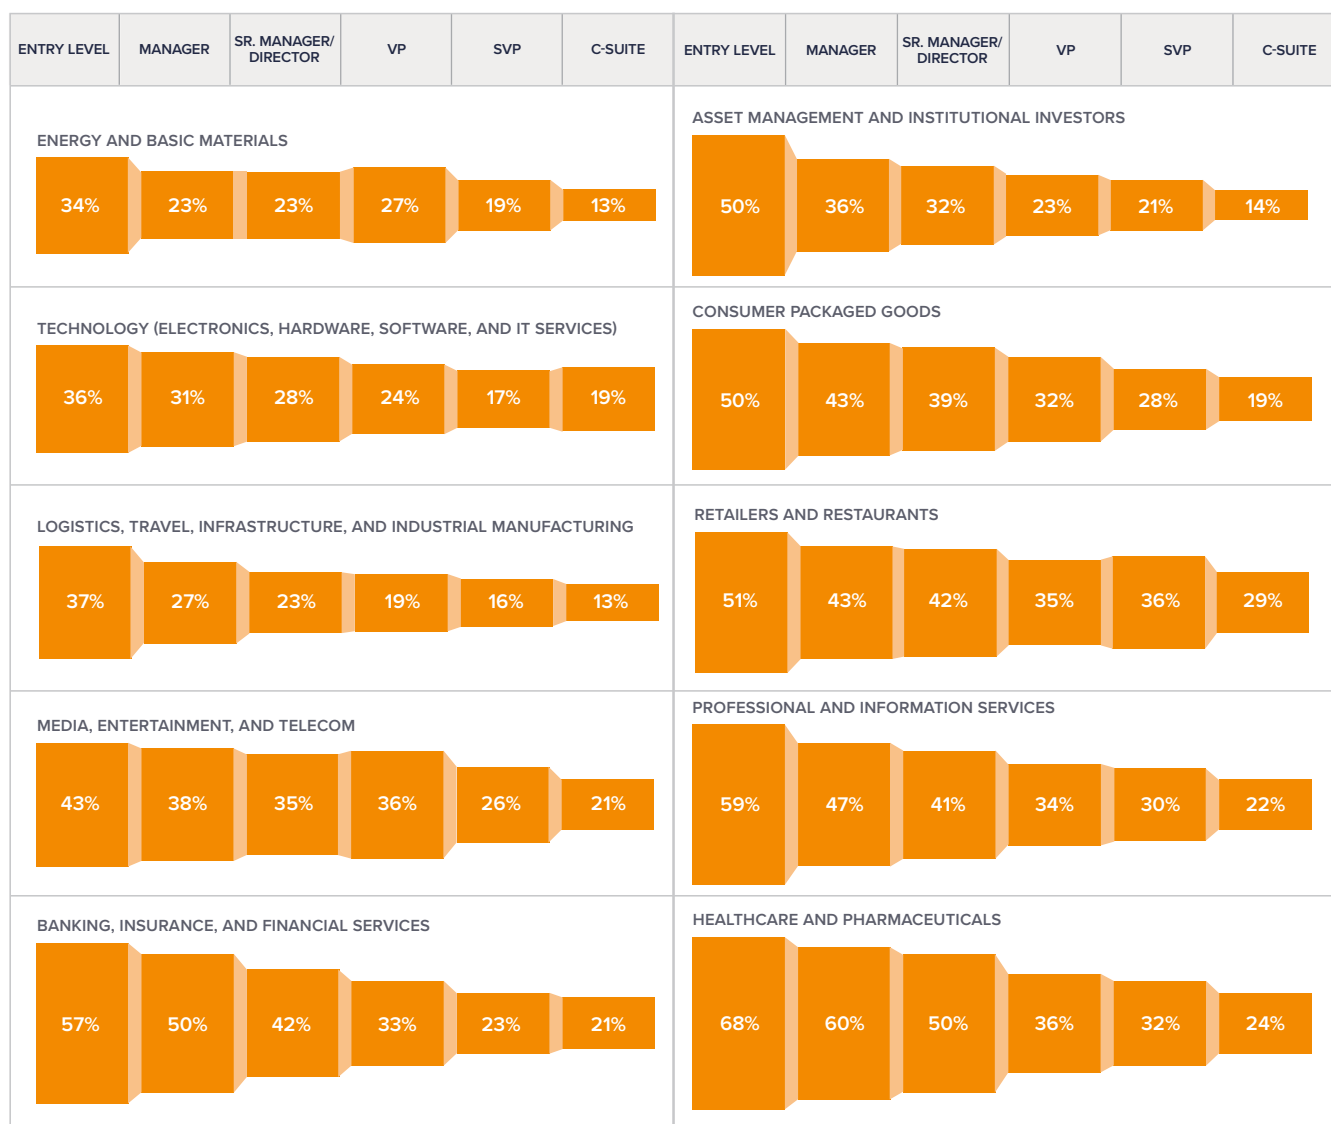 ENTRY LEVEL
MANAGER
SR. MANAGER/
DIRECTOR
VP
SVP
C-SUITE
ENTRY LEVEL
MANAGER
SR. MANAGER/
DIRECTOR
VP
SVP
C-SUITE
ENERGY AND BASIC MATERIALS
34% 23% 23% 27% 19% 13%
ASSET MANAGEMENT AND INSTITUTIONAL INVESTORS
50% 36% 32% 23% 21% 14%
TECHNOLOGY (ELECTRONICS, HARDWARE, SOFTWARE, AND IT SERVICES)
36% 31% 28% 24% 17% 19%
CONSUMER PACKAGED GOODS
50% 43% 39% 32% 28% 19%
LOGISTICS, TRAVEL, INFRASTRUCTURE, AND INDUSTRIAL MANUFACTURING
37% 27% 23% 19% 16% 13%
RETAILERS AND RESTAURANTS
51% 43% 42% 35% 36% 29%
MEDIA, ENTERTAINMENT, AND TELECOM
43% 38% 35% 36% 26% 21%
PROFESSIONAL AND INFORMATION SERVICES
59% 47% 41% 34% 30% 22%
BANKING, INSURANCE, AND FINANCIAL SERVICES
57% 50% 42% 33% 23% 21%
HEALTHCARE AND PHARMACEUTICALS
68% 60% 50% 36% 32% 24%